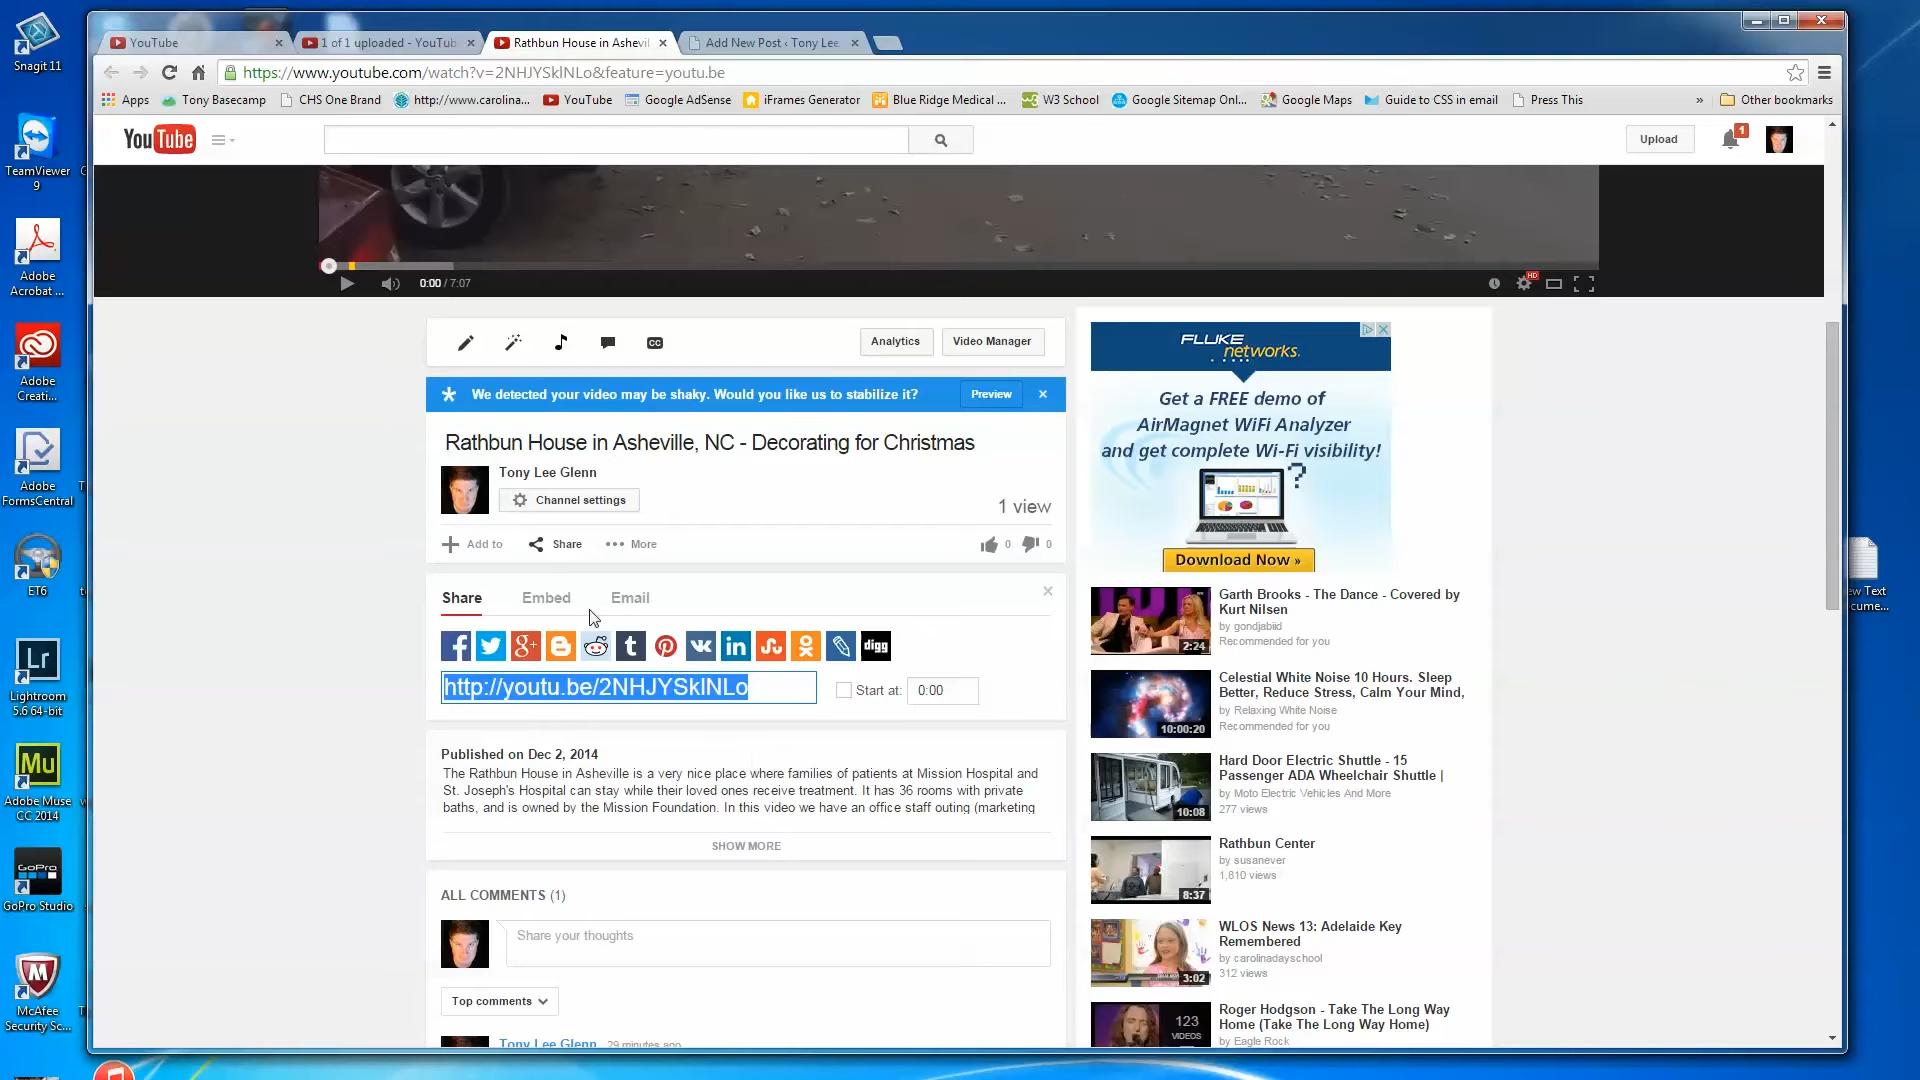 Snagit 11
TeamViewer
9
Adobe
Acrobat ...
Adobe
Creati...
Adobe
FormsCentral
ET6
Lightroom
5.6 64-bit
Adobe Muse
CC 2014
GoPro
GoPro Studio
McAfee
Security Sc...
YouTube
1 of 1 uploaded - YouTub
Rathbun House in Ashevil
Add New Post ‹ Tony Lee
https://www.youtube.com/watch?v=2NHJYSklNLo&feature=youtu.be
Apps
Tony Basecamp
CHS One Brand
http://www.carolina...
YouTube
Google AdSense
iFrames Generator
Blue Ridge Medical ...
W3 School
Google Sitemap Onl...
Google Maps
Guide to CSS in email
Press This
»
Other bookmarks
YouTube
Upload
1
0:00 / 7:07
HD
CC
Analytics
Video Manager
We detected your video may be shaky. Would you like us to stabilize it?
Preview
Rathbun House in Asheville, NC - Decorating for Christmas
Tony Lee Glenn
Channel settings
1 view
Add to
Share
More
0
0
Share
Embed
Email
digg
http://youtu.be/2NHJYSklNLo
Start at:
0:00
Published on Dec 2, 2014
The Rathbun House in Asheville is a very nice place where families of patients at Mission Hospital and
St. Joseph's Hospital can stay while their loved ones receive treatment. It has 36 rooms with private
baths, and is owned by the Mission Foundation. In this video we have an office staff outing (marketing
SHOW MORE
ALL COMMENTS (1)
Share your thoughts
Top comments
Tony Lee Glenn 29 minutes ago
FLUKE
networks.
Get a FREE demo of
AirMagnet WiFi Analyzer
and get complete Wi-Fi visibility!
Download Now »
Garth Brooks - The Dance - Covered by
Kurt Nilsen
by gondjabiid
Recommended for you
2:24
Celestial White Noise 10 Hours. Sleep
Better, Reduce Stress, Calm Your Mind,
by Relaxing White Noise
Recommended for you
10:00:20
Hard Door Electric Shuttle - 15
Passenger ADA Wheelchair Shuttle |
by Moto Electric Vehicles And More
277 views
10:08
Rathbun Center
by susanever
1,810 views
8:37
WLOS News 13: Adelaide Key
Remembered
by carolinadayschool
312 views
3:02
Roger Hodgson - Take The Long Way
Home (Take The Long Way Home)
by Eagle Rock
123
VIDEOS
ew Text
cume...